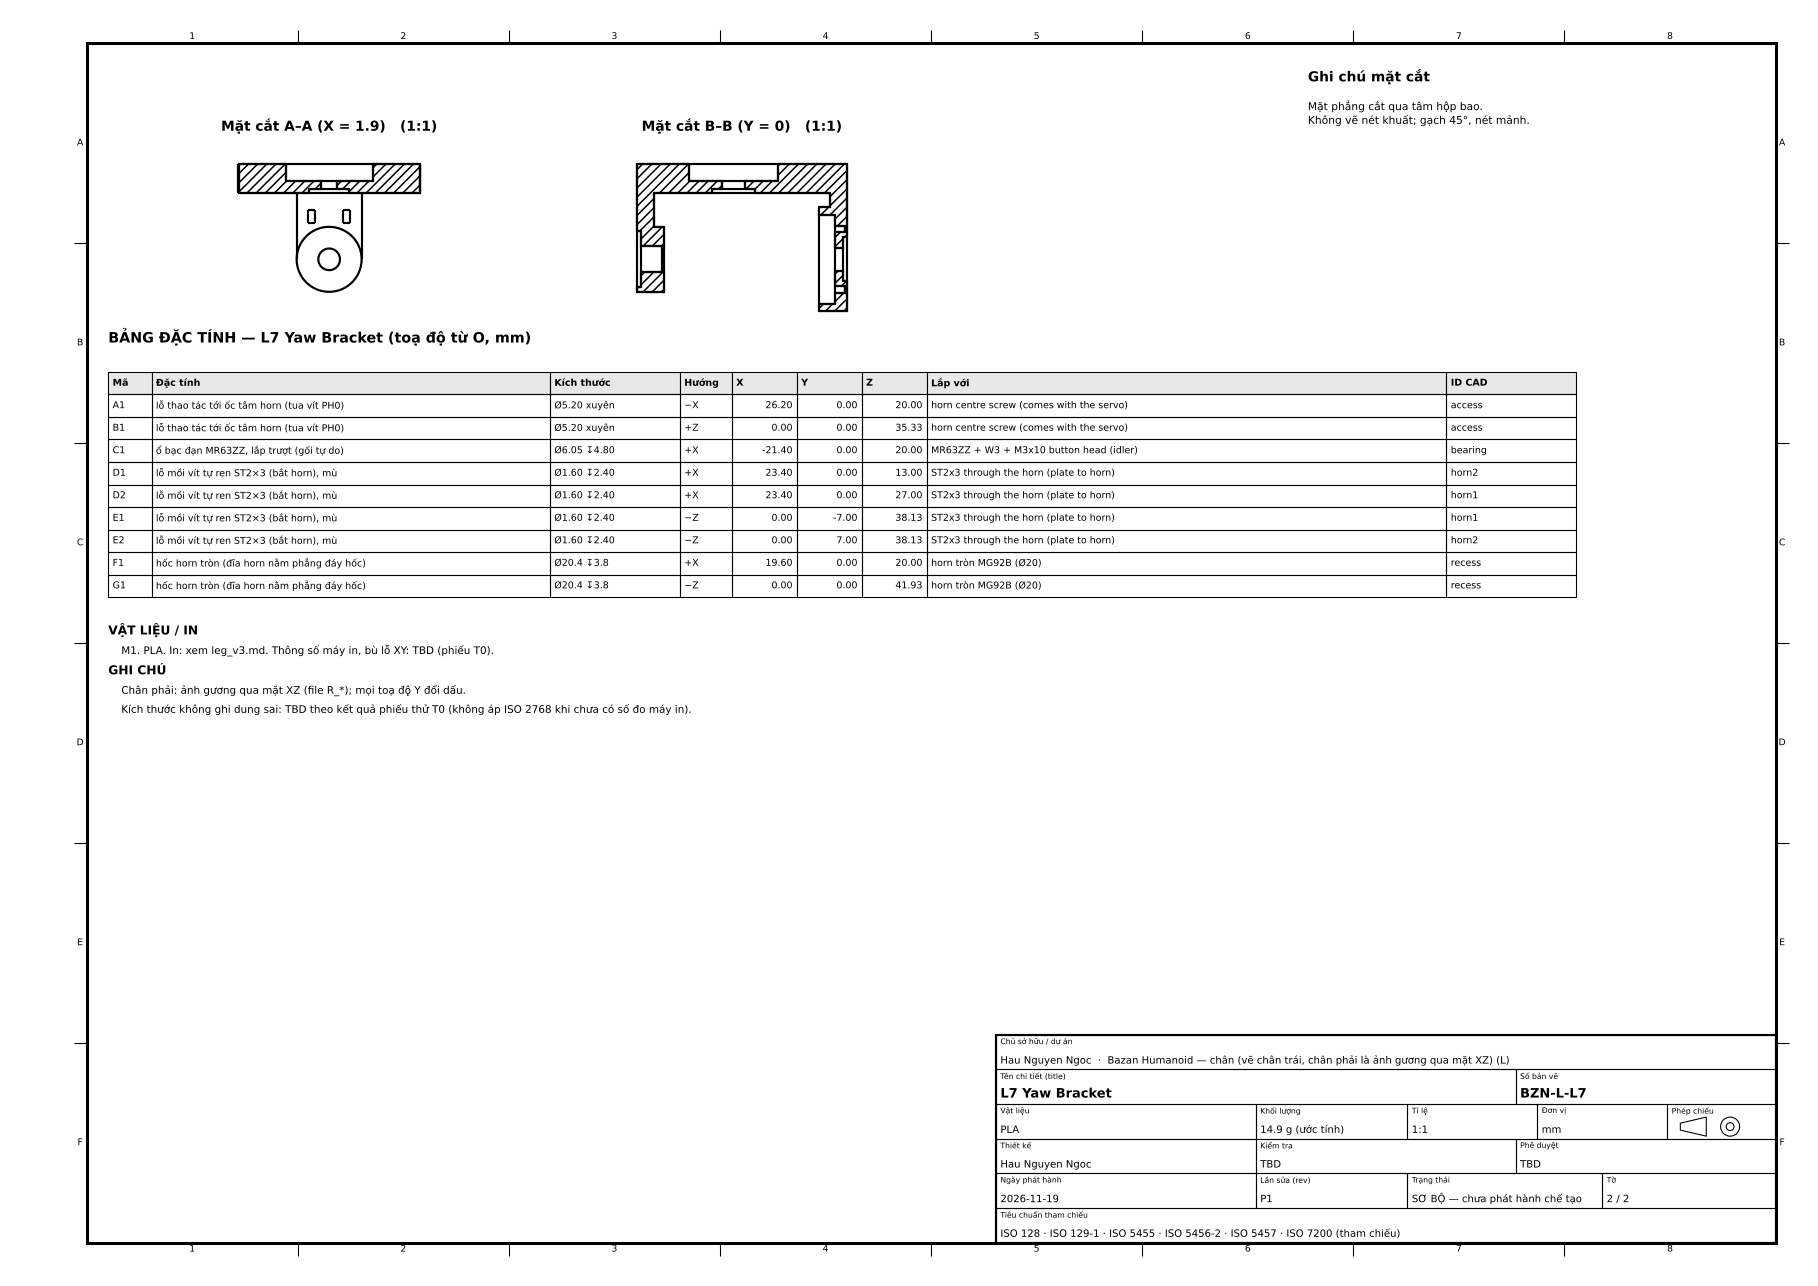 1 2 3 4 5 6 7 8
Ghi chú mặt cắt
Mặt phẳng cắt qua tâm hộp bao.
Không vẽ nét khuất; gạch 45°, nét mảnh.
Mặt cắt A–A (X = 1.9) (1:1)
Mặt cắt B–B (Y = 0) (1:1)
A A
B B
BẢNG ĐẶC TÍNH — L7 Yaw Bracket (toạ độ từ O, mm)
Mã Đặc tính Kích thước Hướng X Y Z Lắp với ID CAD
A1 lỗ thao tác tới ốc tâm horn (tua vít PH0) Ø5.20 xuyên −X 26.20 0.00 20.00 horn centre screw (comes with the servo) access
B1 lỗ thao tác tới ốc tâm horn (tua vít PH0) Ø5.20 xuyên +Z 0.00 0.00 35.33 horn centre screw (comes with the servo) access
C1 ổ bạc đạn MR63ZZ, lắp trượt (gối tự do) Ø6.05 ↧4.80 +X -21.40 0.00 20.00 MR63ZZ + W3 + M3x10 button head (idler) bearing
D1 lỗ mồi vít tự ren ST2×3 (bắt horn), mù Ø1.60 ↧2.40 +X 23.40 0.00 13.00 ST2x3 through the horn (plate to horn) horn2
D2 lỗ mồi vít tự ren ST2×3 (bắt horn), mù Ø1.60 ↧2.40 +X 23.40 0.00 27.00 ST2x3 through the horn (plate to horn) horn1
E1 lỗ mồi vít tự ren ST2×3 (bắt horn), mù Ø1.60 ↧2.40 −Z 0.00 -7.00 38.13 ST2x3 through the horn (plate to horn) horn1
E2 lỗ mồi vít tự ren ST2×3 (bắt horn), mù Ø1.60 ↧2.40 −Z 0.00 7.00 38.13 ST2x3 through the horn (plate to horn) horn2
F1 hốc horn tròn (đĩa horn nằm phẳng đáy hốc) Ø20.4 ↧3.8 +X 19.60 0.00 20.00 horn tròn MG92B (Ø20) recess
G1 hốc horn tròn (đĩa horn nằm phẳng đáy hốc) Ø20.4 ↧3.8 −Z 0.00 0.00 41.93 horn tròn MG92B (Ø20) recess
C C
VẬT LIỆU / IN
M1. PLA. In: xem leg_v3.md. Thông số máy in, bù lỗ XY: TBD (phiếu T0).
GHI CHÚ
Chân phải: ảnh gương qua mặt XZ (file R_*); mọi toạ độ Y đổi dấu.
Kích thước không ghi dung sai: TBD theo kết quả phiếu thử T0 (không áp ISO 2768 khi chưa có số đo máy in).
D D
E E
Chủ sở hữu / dự án
Hau Nguyen Ngoc · Bazan Humanoid — chân (vẽ chân trái, chân phải là ảnh gương qua mặt XZ) (L)
Tên chi tiết (title) Số bản vẽ
L7 Yaw Bracket BZN-L-L7
Vật liệu Khối lượng Tỉ lệ Đơn vị Phép chiếu
PLA 14.9 g (ước tính) 1:1 mm
F F
Thiết kế Kiểm tra Phê duyệt
Hau Nguyen Ngoc TBD TBD
Ngày phát hành Lần sửa (rev) Trạng thái Tờ
2026-11-19 P1 SƠ BỘ — chưa phát hành chế tạo 2 / 2
Tiêu chuẩn tham chiếu
ISO 128 · ISO 129-1 · ISO 5455 · ISO 5456-2 · ISO 5457 · ISO 7200 (tham chiếu)
1 2 3 4 5 6 7 8